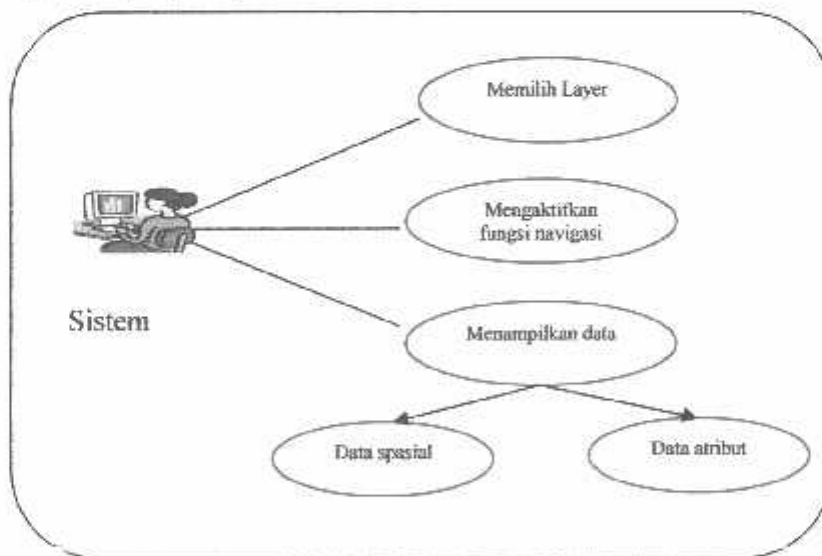 Memilih Layer
Mengaktifkan
fungsi navigasi
Sistem
Menampilkan data
Data spasial
Data atribut